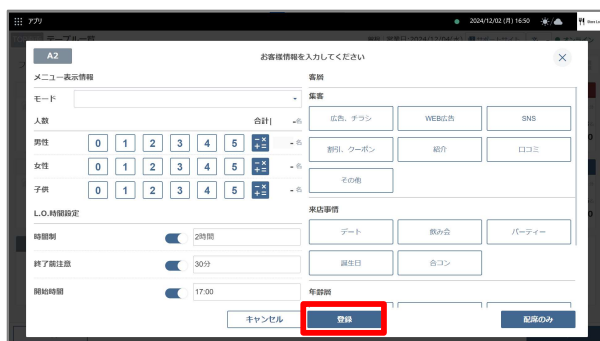 アプリ
2024/12/02 (月) 16:50
テーブル一覧
A2
お客様情報を入力してください
メニュー表示情報
モード
人数 合計| -名
男性 0 1 2 3 4 5 -名
女性 0 1 2 3 4 5 -名
子供 0 1 2 3 4 5 -名
L.O.時間設定
時間制 2時間
終了前注意 30分
開始時間 17:00
客層
集客
広告、チラシ WEB広告 SNS
割引、クーポン 紹介 口コミ
その他
来店事情
デート 飲み会 パーティー
誕生日 合コン
年齢層
キャンセル 登録 配席のみ